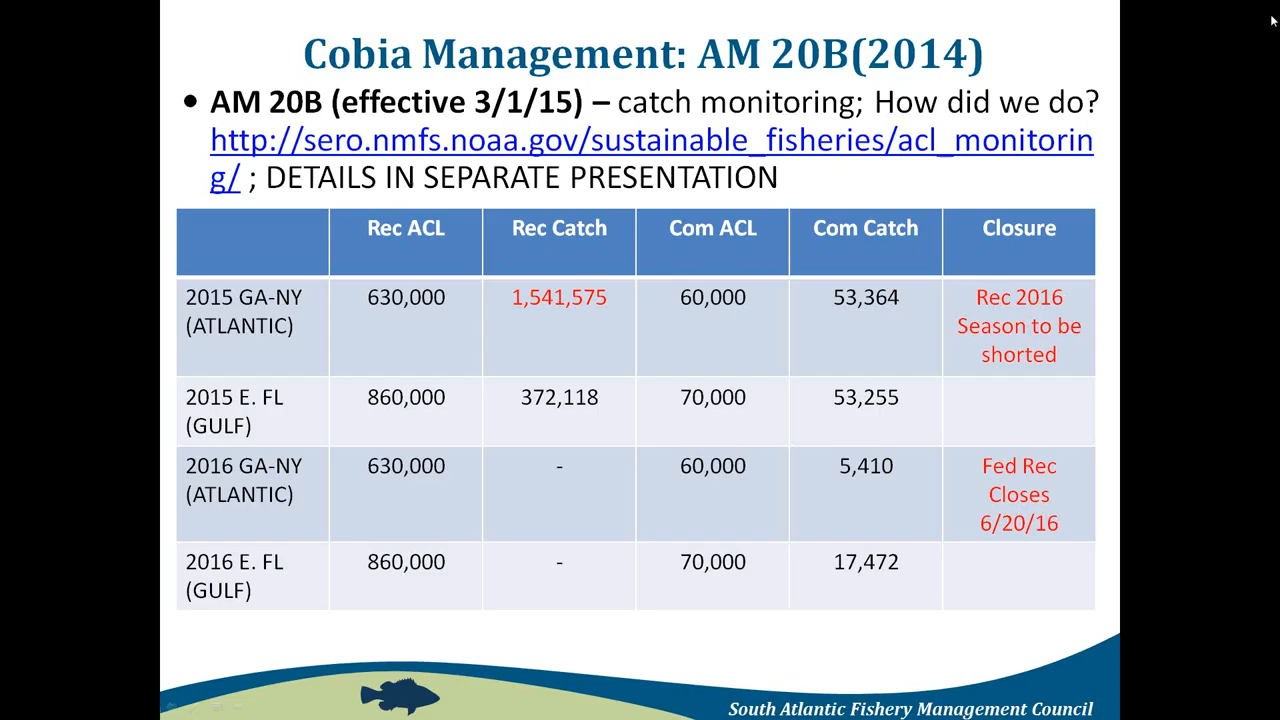 Cobia Management: AM 20B(2014)
• AM 20B (effective 3/1/15) – catch monitoring; How did we do?
http://sero.nmfs.noaa.gov/sustainable_fisheries/acl_monitorin
g/ ; DETAILS IN SEPARATE PRESENTATION
Rec ACL Rec Catch Com ACL Com Catch Closure
2015 GA-NY 630,000 1,541,575 60,000 53,364 Rec 2016
(ATLANTIC) Season to be
shorted
2015 E. FL 860,000 372,118 70,000 53,255
(GULF)
2016 GA-NY 630,000 - 60,000 5,410 Fed Rec
(ATLANTIC) Closes
6/20/16
2016 E. FL 860,000 - 70,000 17,472
(GULF)
South Atlantic Fishery Management Council